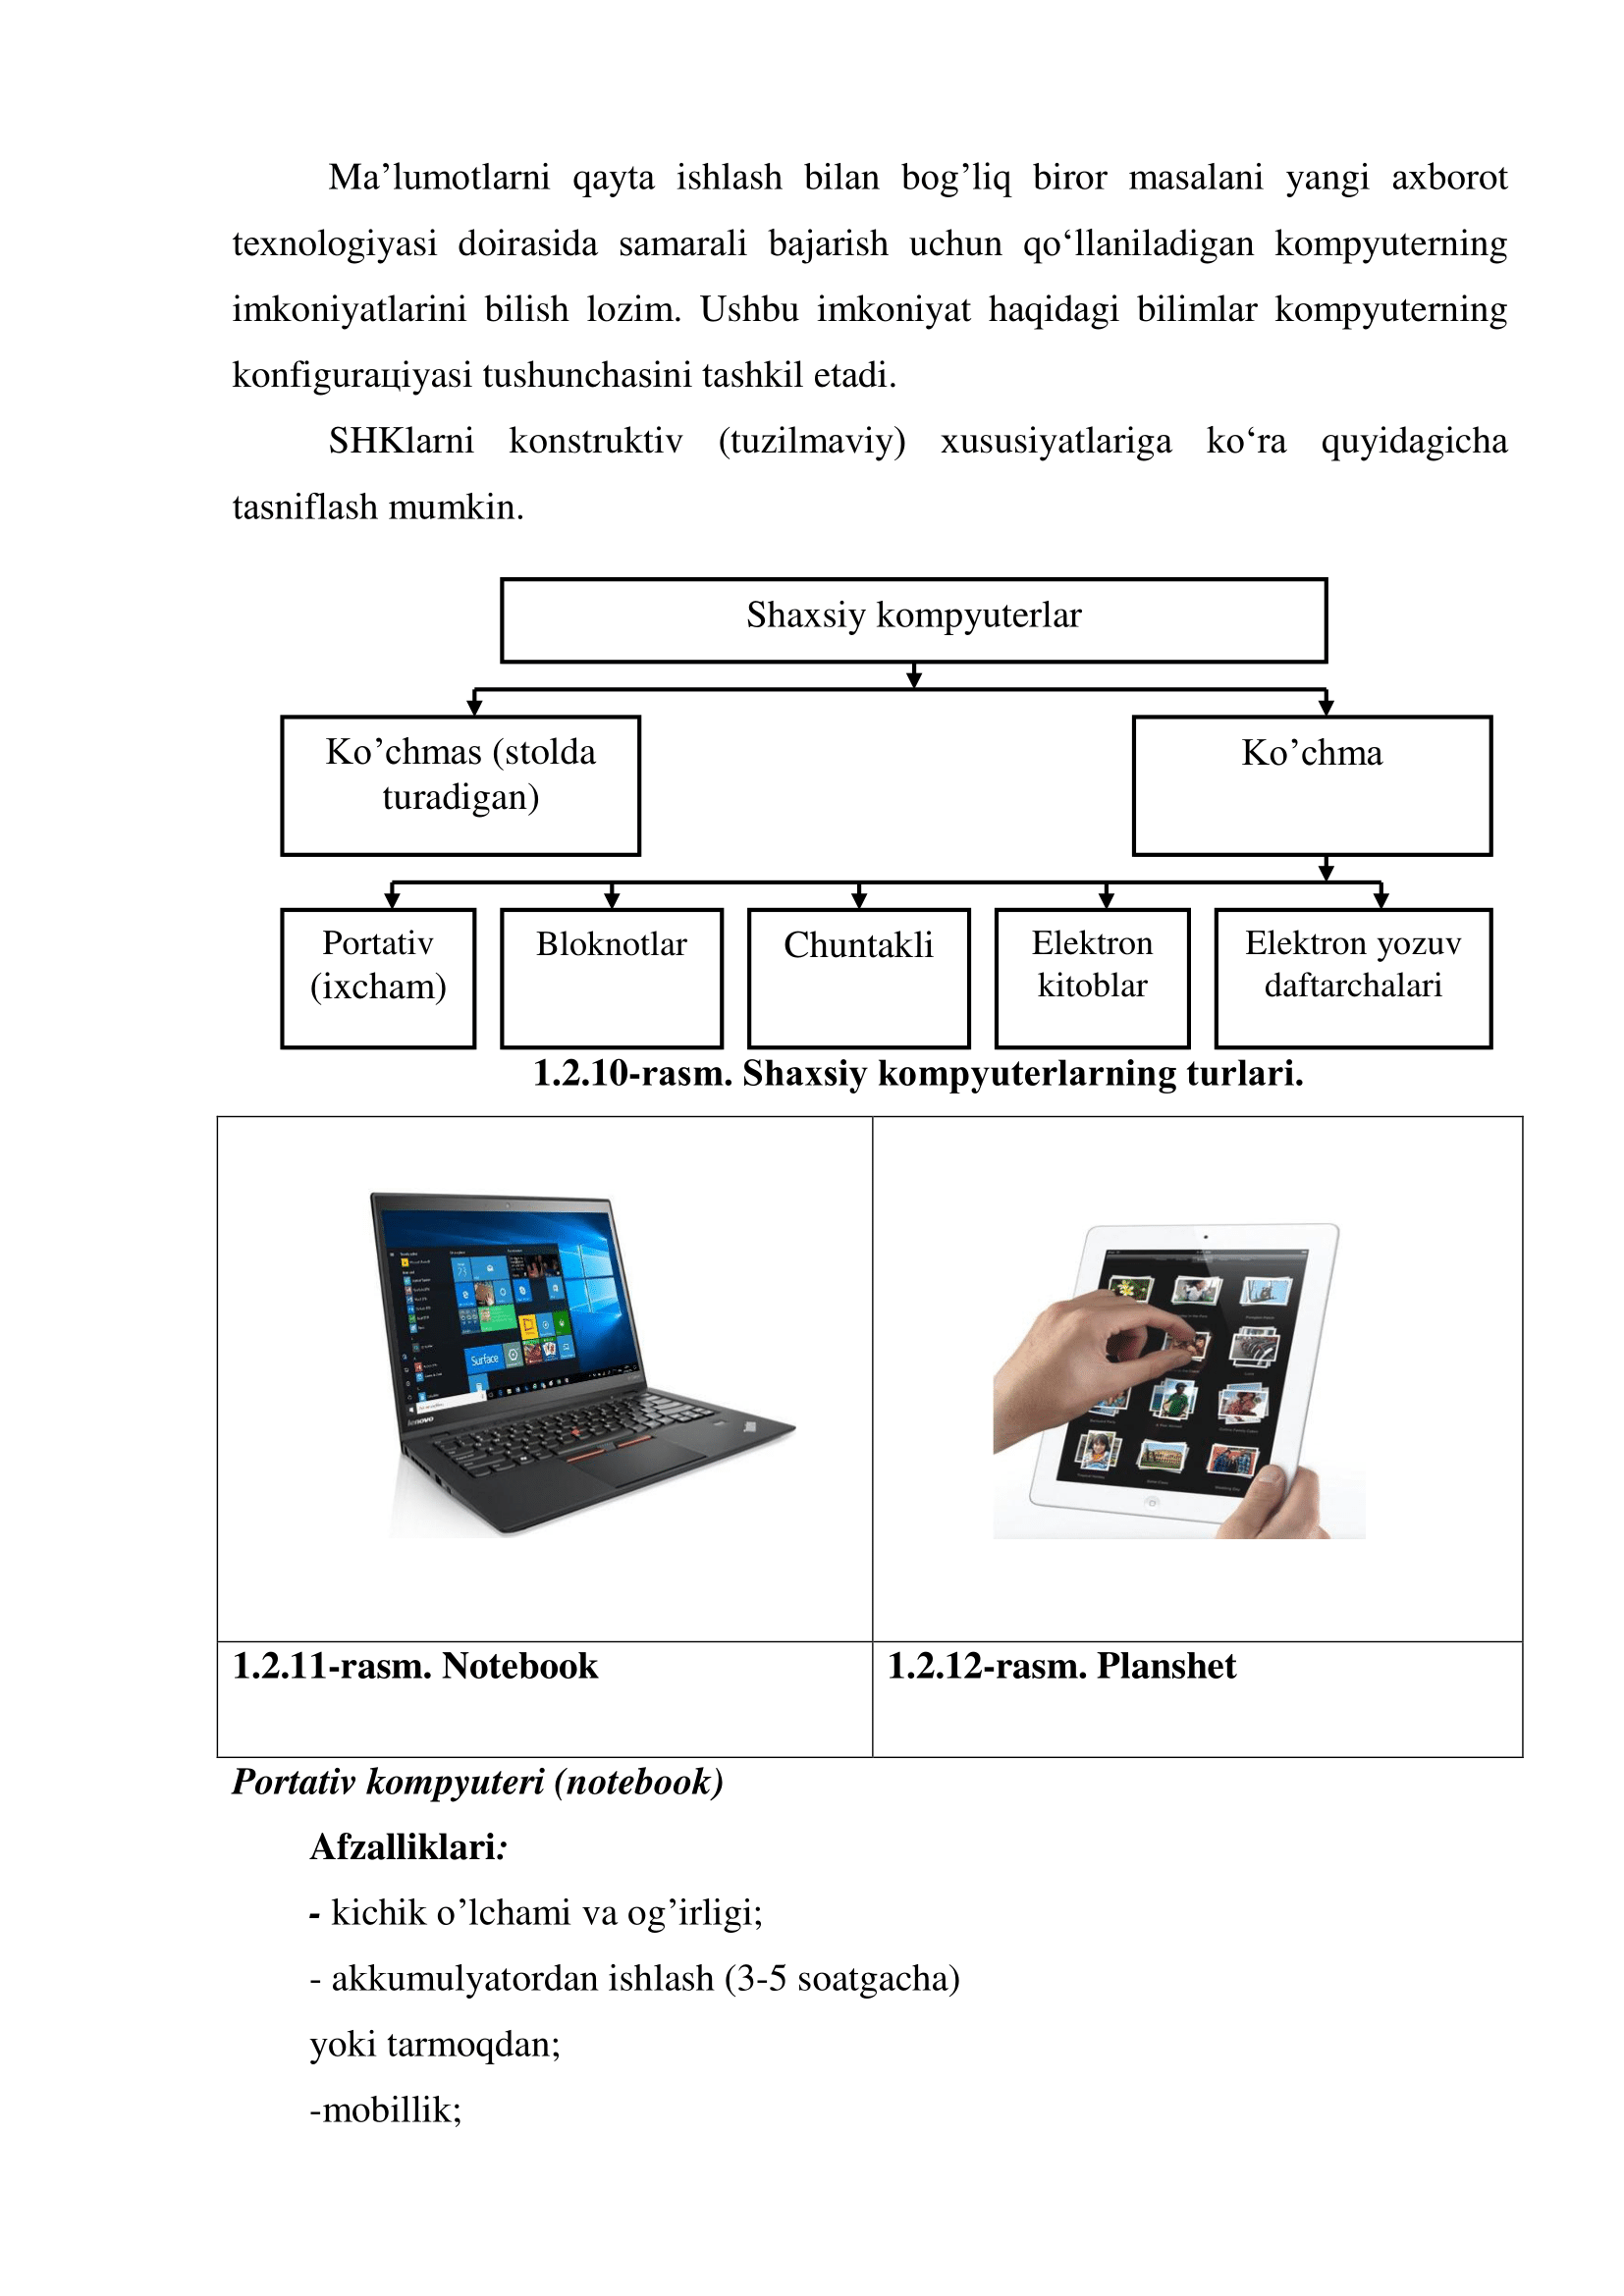 Ma’lumotlarni qayta ishlash bilan bog’liq biror masalani yangi axborot
texnologiyasi doirasida samarali bajarish uchun qo‘llaniladigan kompyuterning
imkoniyatlarini bilish lozim. Ushbu imkoniyat haqidagi bilimlar kompyuterning
konfiguraціyasi tushunchasini tashkil etadi.
SHKlarni konstruktiv (tuzilmaviy) xususiyatlariga ko‘ra quyidagicha
tasniflash mumkin.
Shaxsiy kompyuterlar
Ko’chmas (stolda
turadigan)
Ko’chma
Portativ
(ixcham)
Bloknotlar
Chuntakli
Elektron
kitoblar
Elektron yozuv
daftarchalari
1.2.10-rasm. Shaxsiy kompyuterlarning turlari.
Surface
lenovo
1.2.11-rasm. Notebook
1.2.12-rasm. Planshet
Portativ kompyuteri (notebook)
Afzalliklari:
- kichik o’lchami va og’irligi;
- akkumulyatordan ishlash (3-5 soatgacha)
yoki tarmoqdan;
-mobillik;